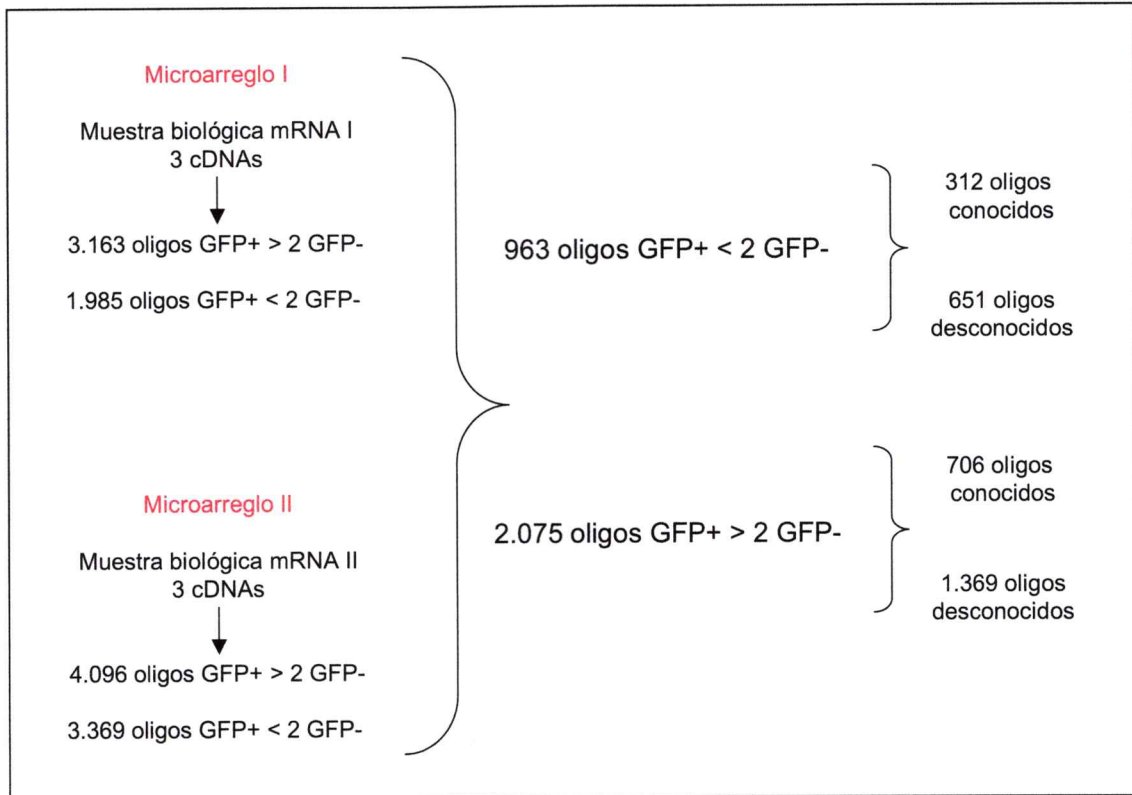 Microarreglo I
Muestra biológica mRNA I
3 cDNAs
3.163 oligos GFP+ > 2 GFP-
1.985 oligos GFP+ < 2 GFP-
Microarreglo II
Muestra biológica mRNA II
3 cDNAs
4.096 oligos GFP+ > 2 GFP-
3.369 oligos GFP+ < 2 GFP-
963 oligos GFP+ < 2 GFP-
2.075 oligos GFP+ > 2 GFP-
312 oligos
conocidos
651 oligos
desconocidos
706 oligos
conocidos
1.369 oligos
desconocidos